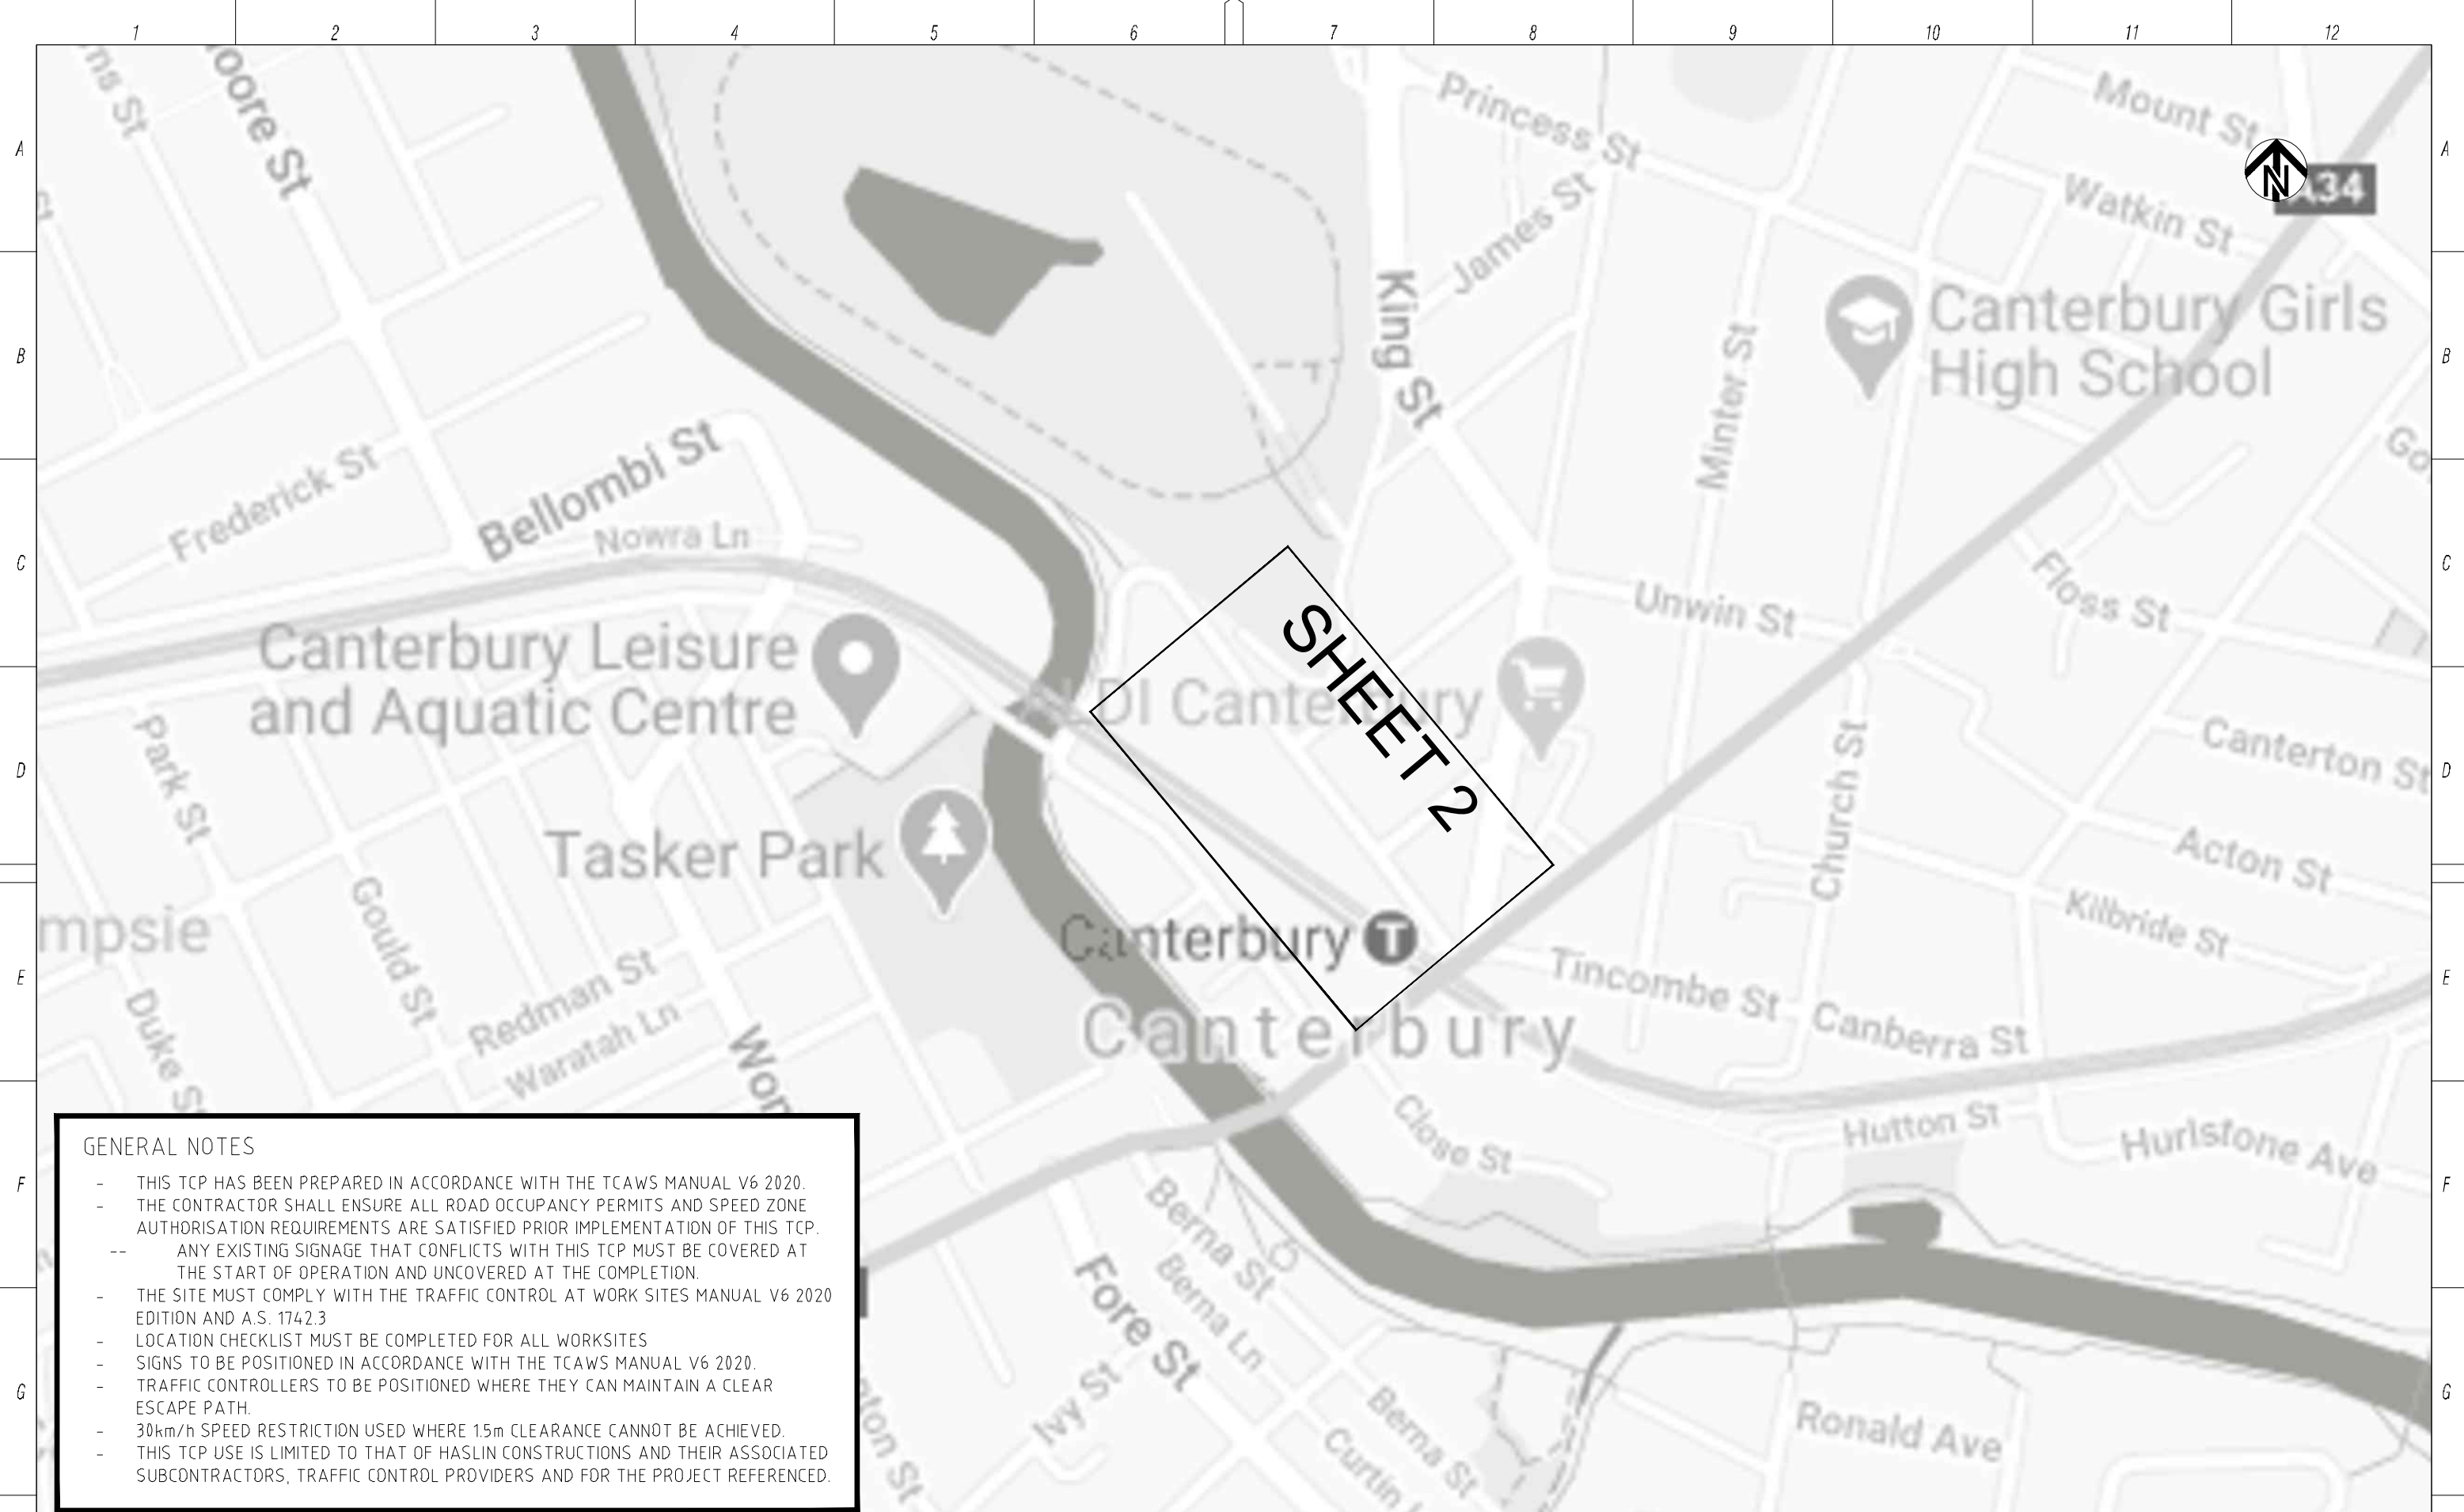 1 2 3 4 5 6 7 8 9 10 11 12
A
B
C
D
E
F
G
A
B
C
D
E
F
G
Princess St
Mount St
N
A34
Watkin St
James St
King St
Minter St
Canterbury Girls
High School
Frederick St
Bellombi St
Nowra Ln
Unwin St
Floss St
Canterbury Leisure
and Aquatic Centre
SHEET 2
Park St
Church St
Canterton St
Tasker Park
Acton St
Gould St
Kilbride St
Canterbury
T
Redman St
Tincombe St
Canterbury
Canberra St
Duke St
Waratah Ln
Close St
Hutton St
Hurlstone Ave
Berna St
Berna Ln
Fore St
Ivy St
Berna St
Ronald Ave
GENERAL NOTES
- THIS TCP HAS BEEN PREPARED IN ACCORDANCE WITH THE TCAWS MANUAL V6 2020.
- THE CONTRACTOR SHALL ENSURE ALL ROAD OCCUPANCY PERMITS AND SPEED ZONE
AUTHORISATION REQUIREMENTS ARE SATISFIED PRIOR IMPLEMENTATION OF THIS TCP.
-- ANY EXISTING SIGNAGE THAT CONFLICTS WITH THIS TCP MUST BE COVERED AT
THE START OF OPERATION AND UNCOVERED AT THE COMPLETION.
- THE SITE MUST COMPLY WITH THE TRAFFIC CONTROL AT WORK SITES MANUAL V6 2020
EDITION AND A.S. 1742.3
- LOCATION CHECKLIST MUST BE COMPLETED FOR ALL WORKSITES
- SIGNS TO BE POSITIONED IN ACCORDANCE WITH THE TCAWS MANUAL V6 2020.
- TRAFFIC CONTROLLERS TO BE POSITIONED WHERE THEY CAN MAINTAIN A CLEAR
ESCAPE PATH.
- 30km/h SPEED RESTRICTION USED WHERE 1.5m CLEARANCE CANNOT BE ACHIEVED.
- THIS TCP USE IS LIMITED TO THAT OF HASLIN CONSTRUCTIONS AND THEIR ASSOCIATED
SUBCONTRACTORS, TRAFFIC CONTROL PROVIDERS AND FOR THE PROJECT REFERENCED.